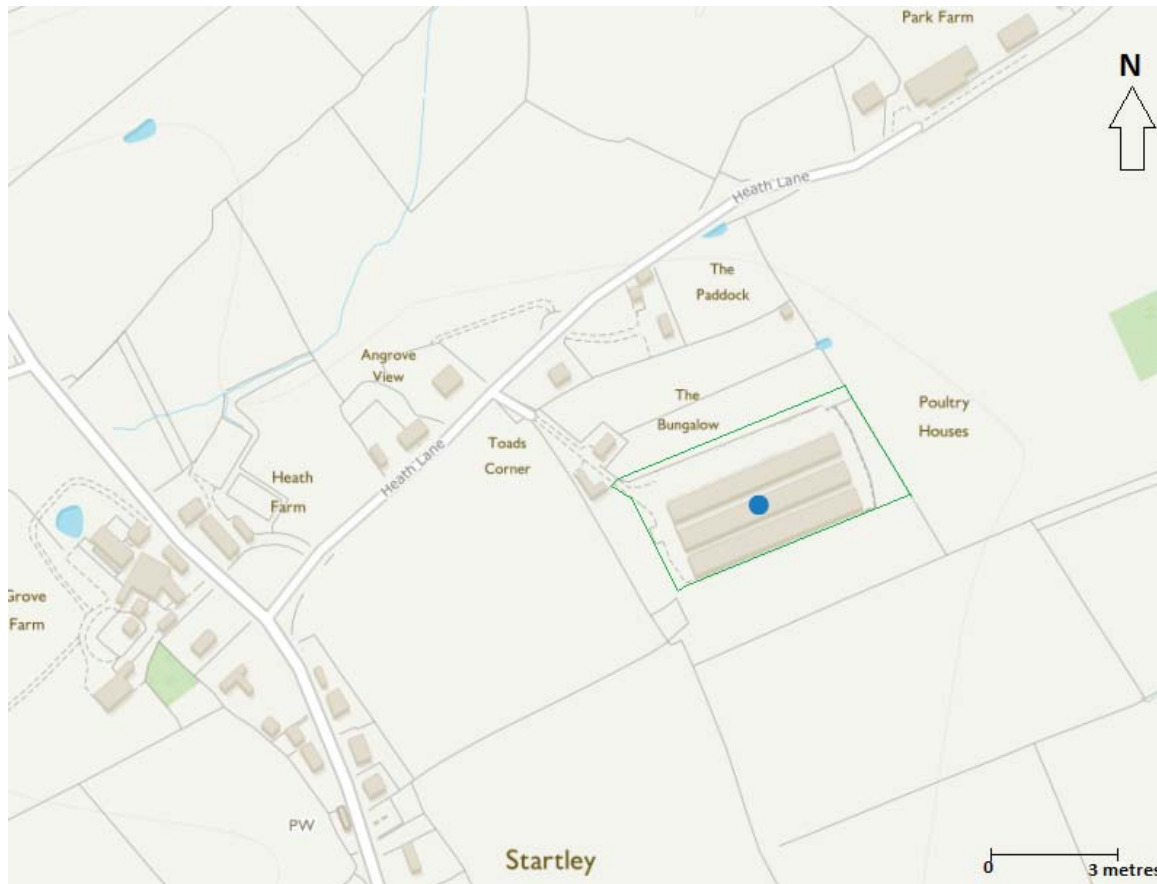 Park Farm
N
Heath Lane
The
Paddock
Angrove
View
The
Bungalow
Poultry
Houses
Toads
Corner
Heath Lane
Heath
Farm
Grove
Farm
PW
Startley
0
3 metres